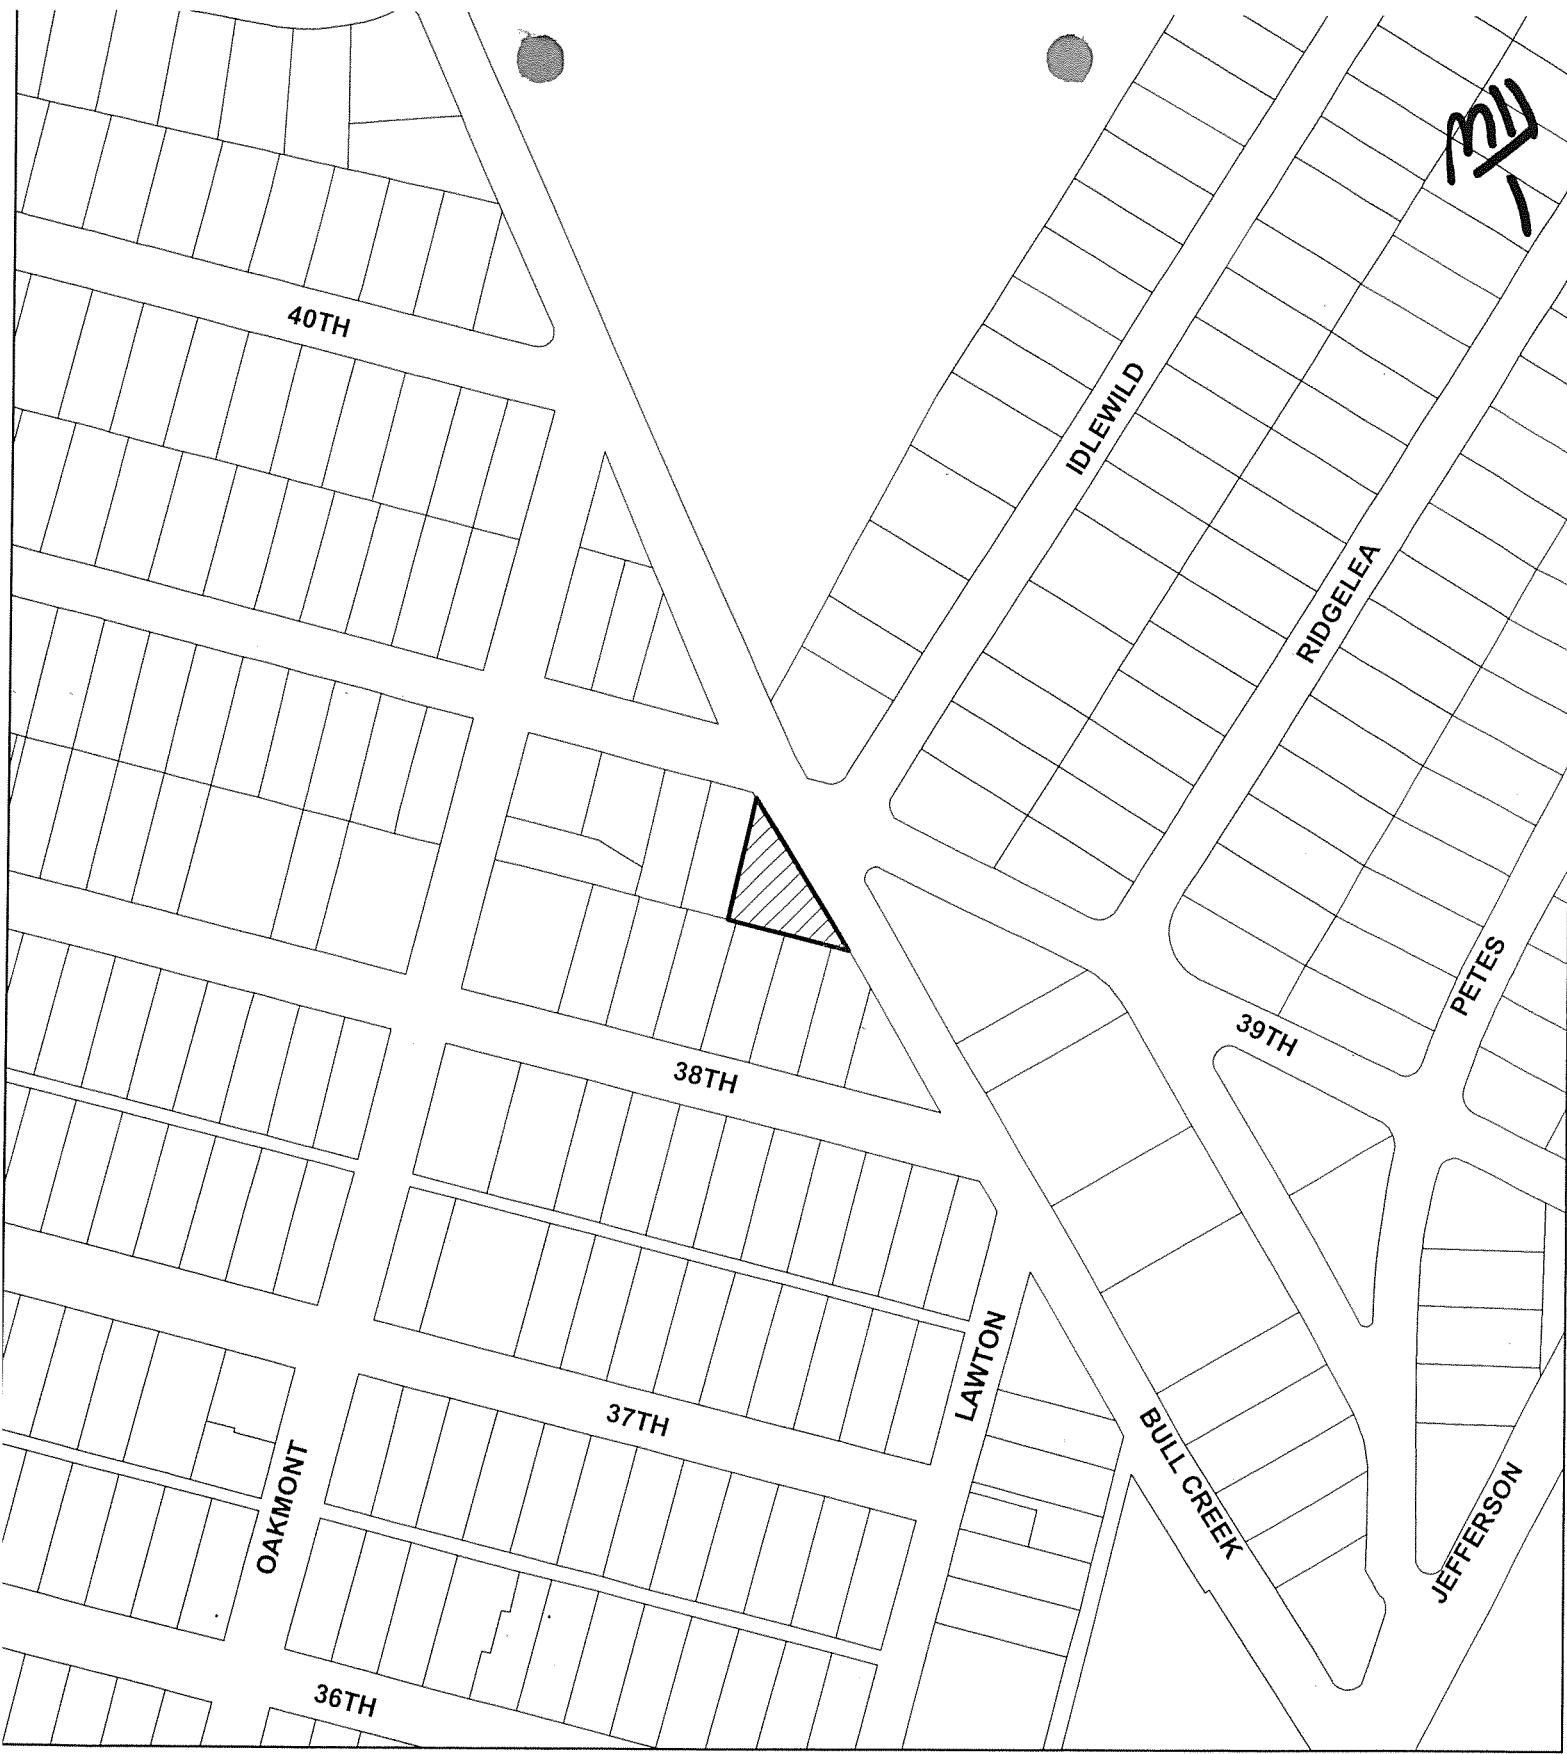 40TH
IDLEWILD
RIDGELEA
PETES
39TH
38TH
LAWTON
37TH
BULL CREEK
OAKMONT
JEFFERSON
36TH